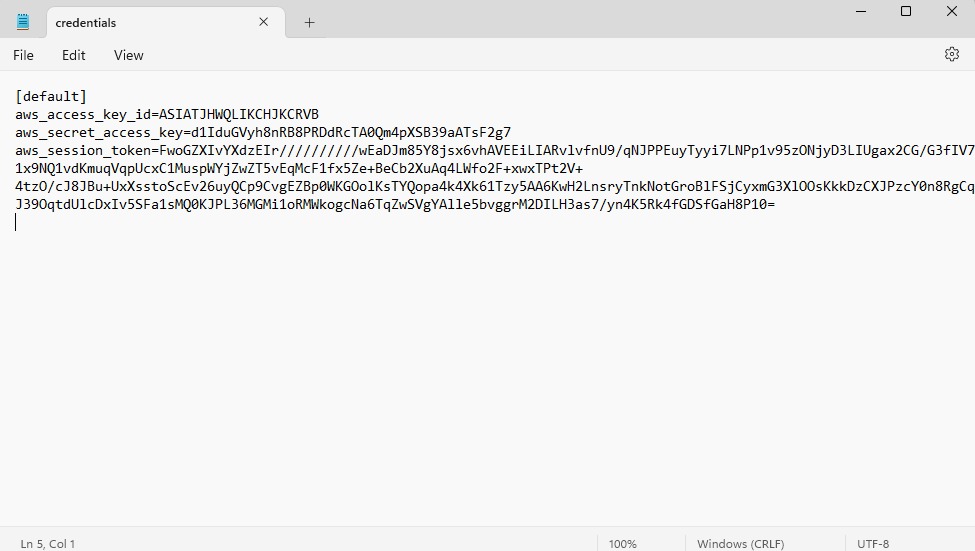 credentials
File Edit View
[default]
aws_access_key_id=ASIATJHWQLIKCHJKCRVB
aws_secret_access_key=d1IduGVyh8nRB8PRDdRcTA0Qm4pXSB39aATsF2g7
aws_session_token=FwoGZXIvYXdzEIr//////////wEaDJm85Y8jsx6vhAVEEiLIARvlvfnU9/qNJPPEuyTyyi7LNPp1v95zONjyD3LIUgax2CG/G3fIV7
1x9NQ1vdKmuqVqpUcxC1MuspWYjZwZT5vEqMcF1fx5Ze+BeCb2XuAq4LWfo2F+xwxTPt2V+
4tzO/cJ8JBu+UxXsstoScEv26uyQCp9CvgEZBp0WKGOolKsTYQopa4k4Xk61Tzy5AA6KwH2LnsryTnkNotGroBlFSjCyxmG3XlOOsKkkDzCXJPzcY0n8RgCq
J39OqtdUlcDxIv5SFa1sMQ0KJPL36MGMi1oRMWkogcNa6TqZwSVgYAlle5bvggrM2DILH3as7/yn4K5Rk4fGDSfGaH8P10=
Ln 5, Col 1 100% Windows (CRLF) UTF-8